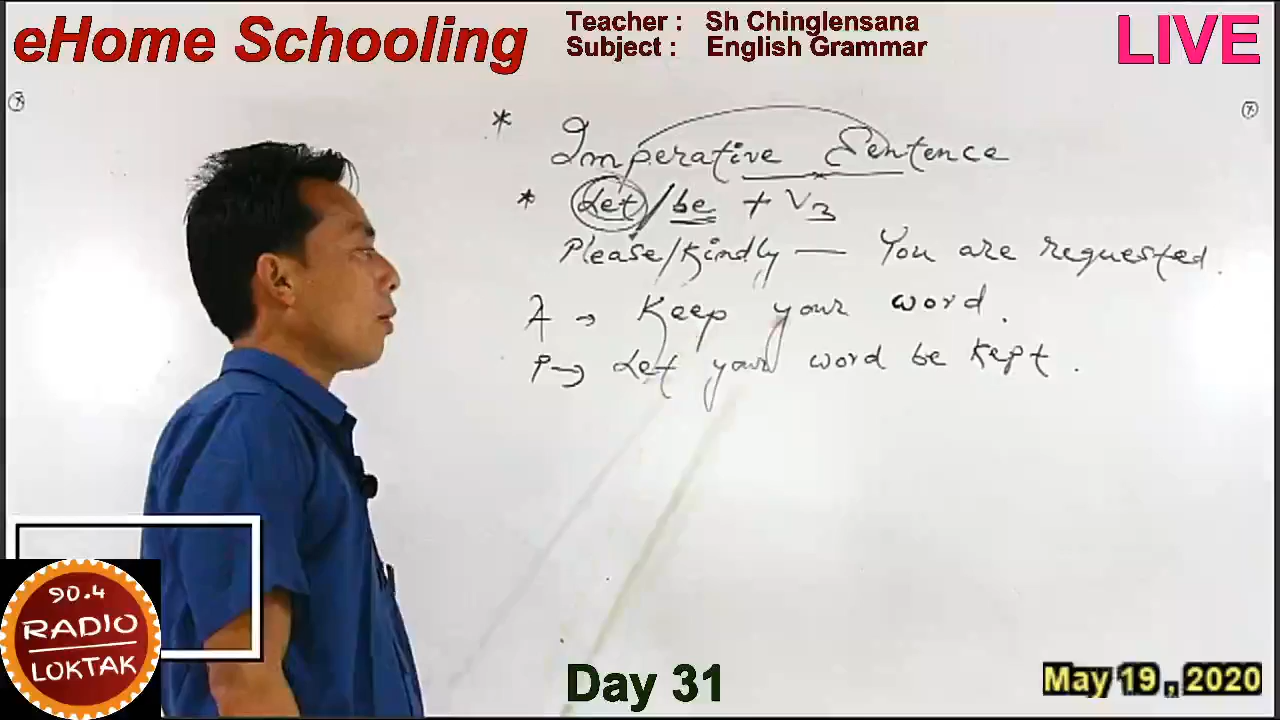 eHome Schooling
Teacher : Sh Chinglensana
Subject : English Grammar
LIVE
* Imperative Sentence
* Let/be + V3
Please/Kindly — You are requested.
A → Keep your word.
P → Let your word be kept.
90.4
RADIO
LOKTAK
Day 31
May 19 , 2020